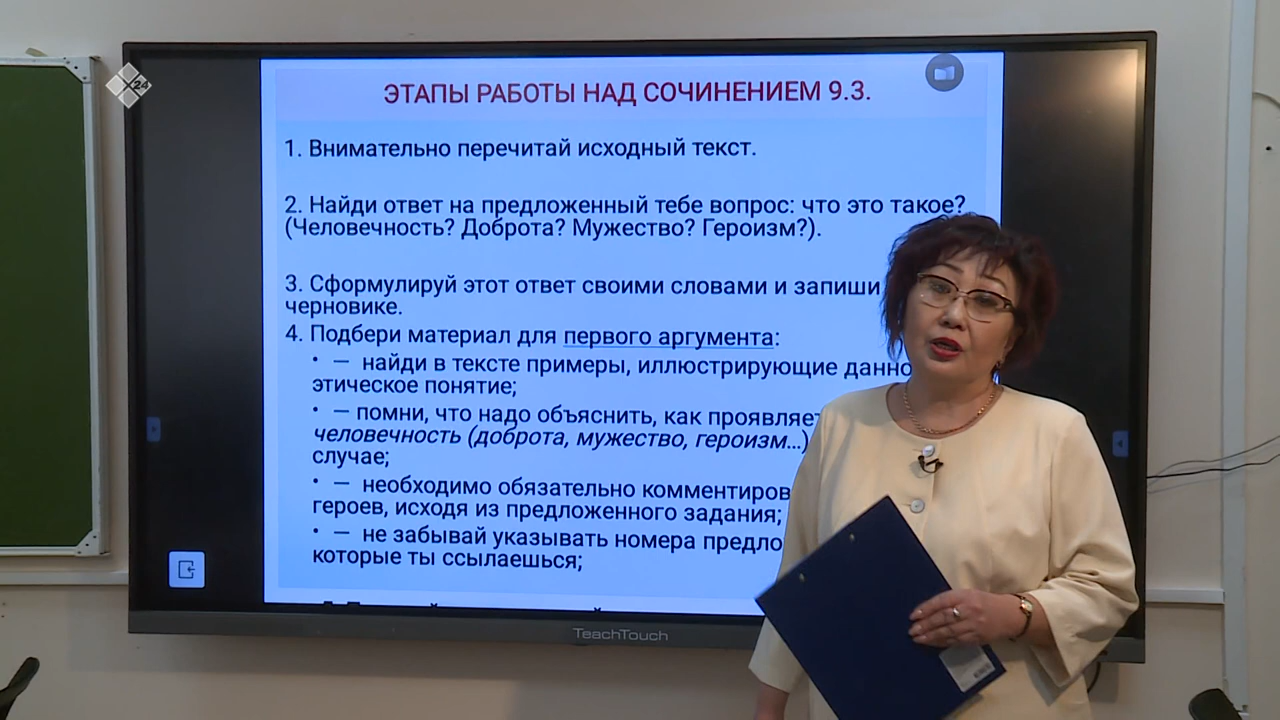 Х24
ЭТАПЫ РАБОТЫ НАД СОЧИНЕНИЕМ 9.3.
1. Внимательно перечитай исходный текст.
2. Найди ответ на предложенный тебе вопрос: что это такое?
(Человечность? Доброта? Мужество? Героизм?).
3. Сформулируй этот ответ своими словами и запиши
черновике.
4. Подбери материал для первого аргумента:
• — найди в тексте примеры, иллюстрирующие данно
этическое понятие;
• — помни, что надо объяснить, как проявляет
человечность (доброта, мужество, героизм...)
случае;
• — необходимо обязательно комментиров
героев, исходя из предложенного задания;
• — не забывай указывать номера предло
которые ты ссылаешься;
TeachTouch